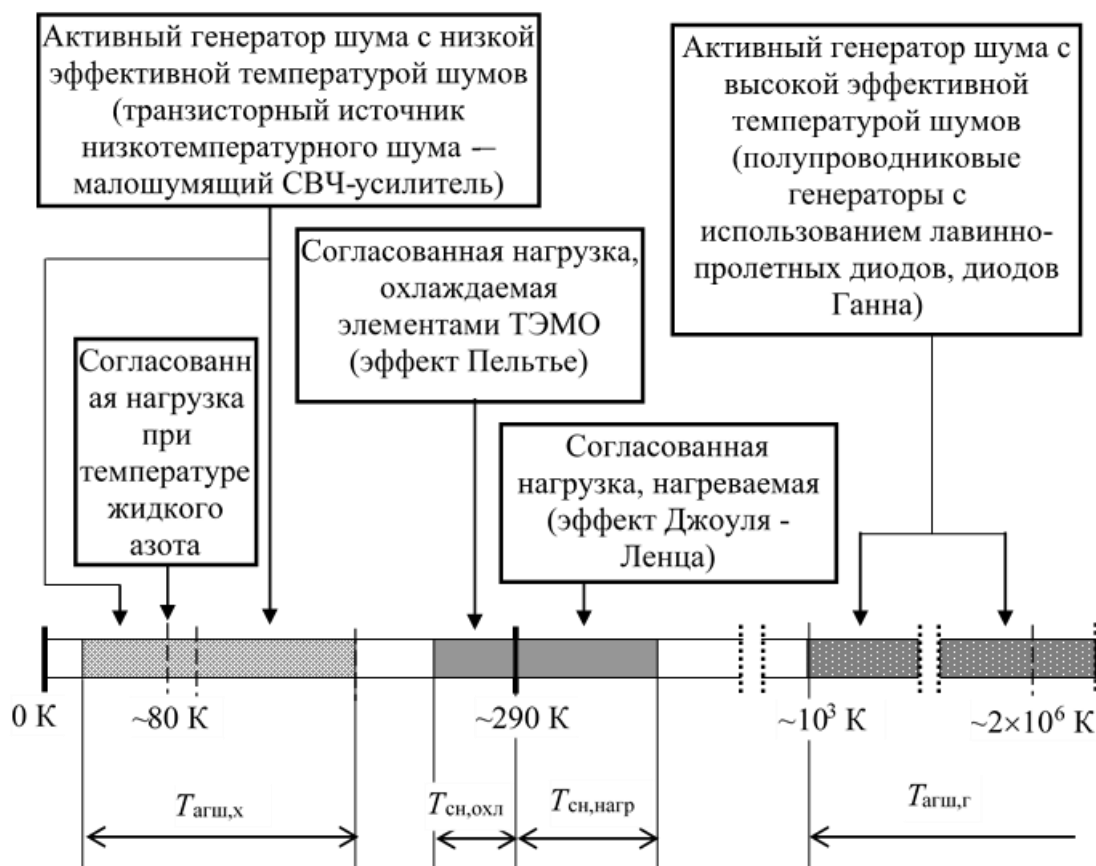 Активный генератор шума с низкой
эффективной температурой шумов
(транзисторный источник
низкотемпературного шума —
малошумящий СВЧ-усилитель)
Активный генератор шума с
высокой эффективной
температурой шумов
(полупроводниковые
генераторы с
использованием лавинно-
пролетных диодов, диодов
Ганна)
Согласованная нагрузка,
охлаждаемая
элементами ТЭМО
(эффект Пельтье)
Согласованн
ая нагрузка
при
температуре
жидкого
азота
Согласованная
нагрузка, нагреваемая
(эффект Джоуля -
Ленца)
0 К
~80 К
~290 К
~10³ К
~2×10⁶ К
Tагш,х
Tсн,охл
Tсн,нагр
Tагш,г